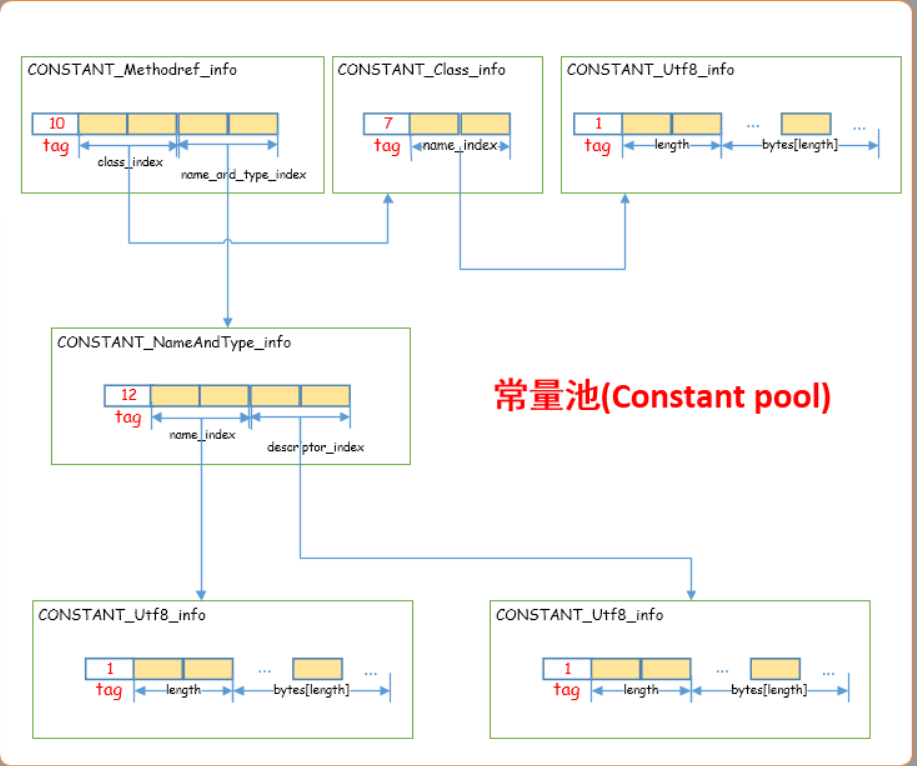 CONSTANT_Methodref_info
10
tag
class_index
name_and_type_index
CONSTANT_Class_info
7
tag
name_index
CONSTANT_Utf8_info
1
...
...
tag
length
bytes[length]
CONSTANT_NameAndType_info
12
tag
name_index
descriptor_index
常量池(Constant pool)
CONSTANT_Utf8_info
1
...
...
tag
length
bytes[length]
CONSTANT_Utf8_info
1
...
...
tag
length
bytes[length]